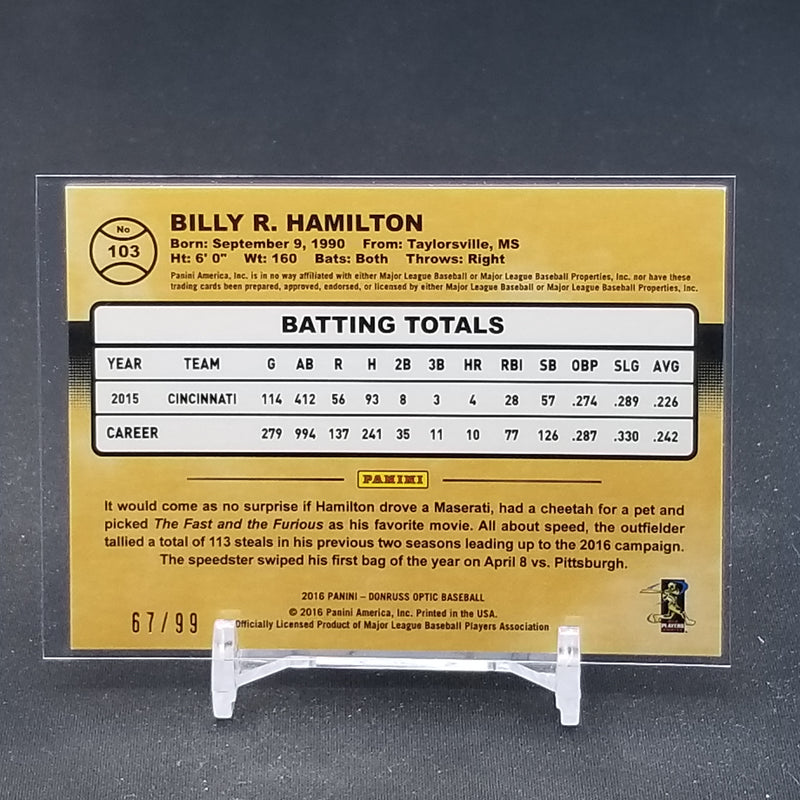 No
103
BILLY R. HAMILTON
Born: September 9, 1990 From: Taylorsville, MS
Ht: 6' 0" Wt: 160 Bats: Both Throws: Right
Panini America, Inc. is in no way affiliated with either Major League Baseball or Major League Baseball Properties, Inc. nor have these
trading cards been prepared, approved, endorsed, or licensed by either Major League Baseball or Major League Baseball Properties, Inc.
BATTING TOTALS
YEAR TEAM G AB R H 2B 3B HR RBI SB OBP SLG AVG
2015 CINCINNATI 114 412 56 93 8 3 4 28 57 .274 .289 .226
CAREER 279 994 137 241 35 11 10 77 126 .287 .330 .242
PANINI
It would come as no surprise if Hamilton drove a Maserati, had a cheetah for a pet and
picked The Fast and the Furious as his favorite movie. All about speed, the outfielder
tallied a total of 113 steals in his previous two seasons leading up to the 2016 campaign.
The speedster swiped his first bag of the year on April 8 vs. Pittsburgh.
2016 PANINI – DONRUSS OPTIC BASEBALL
© 2016 Panini America, Inc. Printed in the USA.
Officially Licensed Product of Major League Baseball Players Association
67/99
PLAYERS